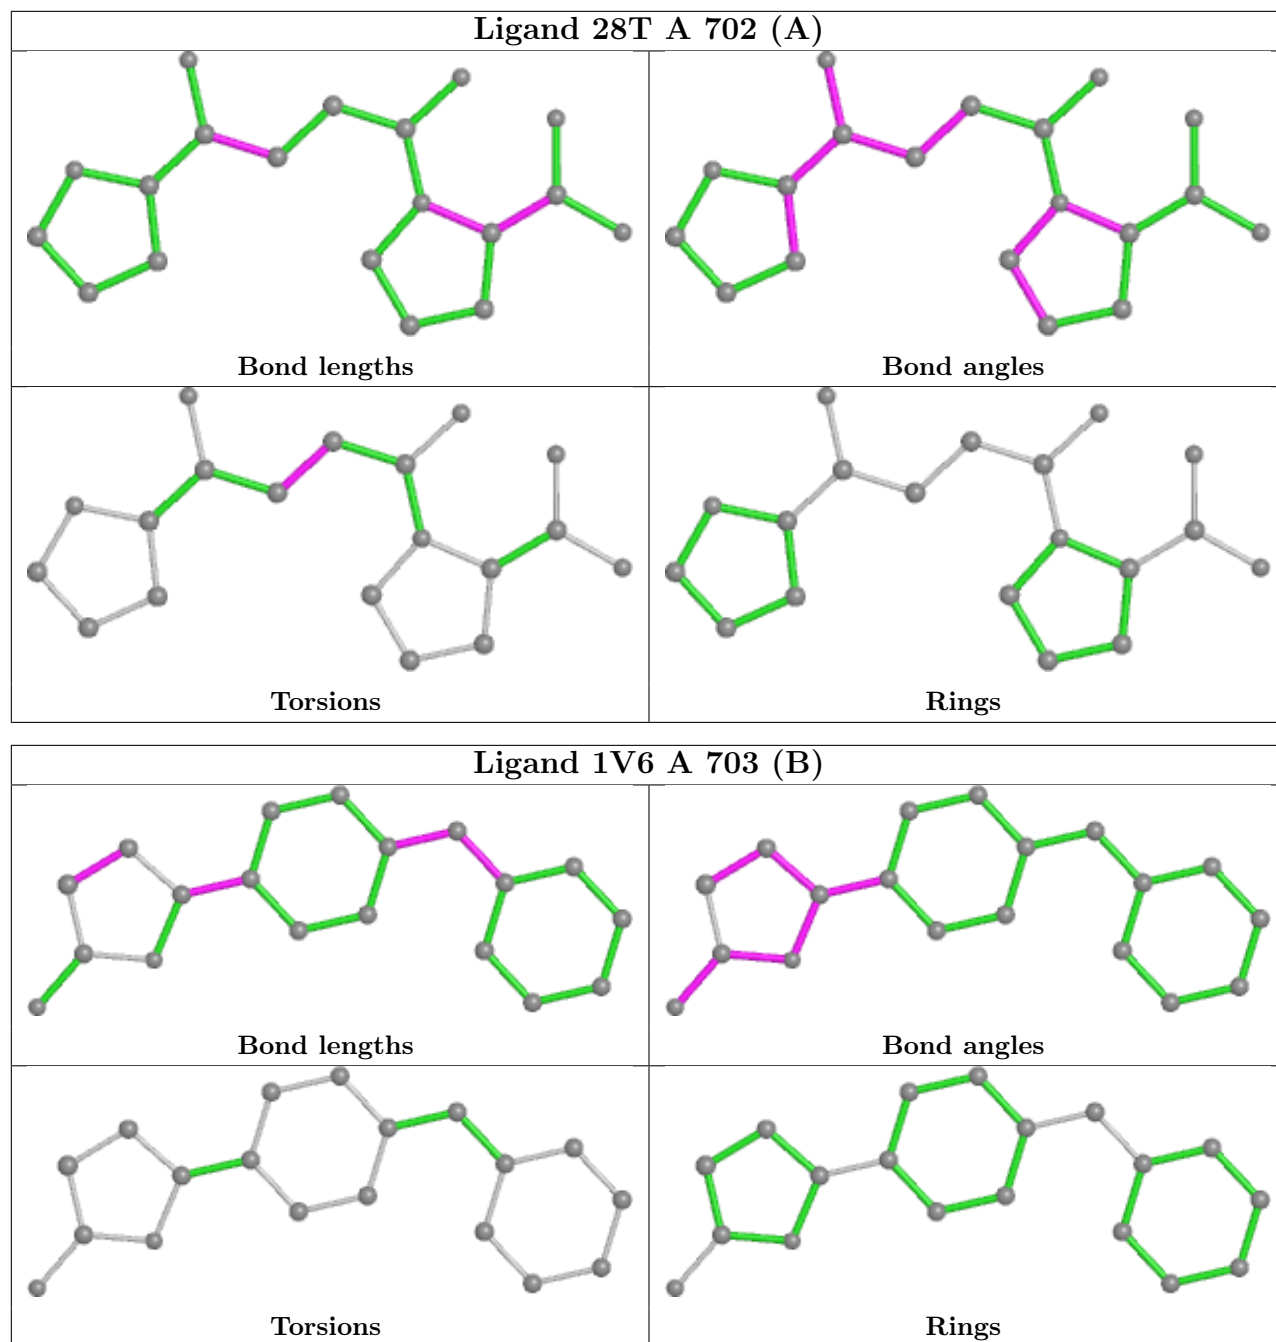 Ligand 28T A 702 (A)
Bond lengths
Bond angles
Torsions
Rings
Ligand 1V6 A 703 (B)
Bond lengths
Bond angles
Torsions
Rings